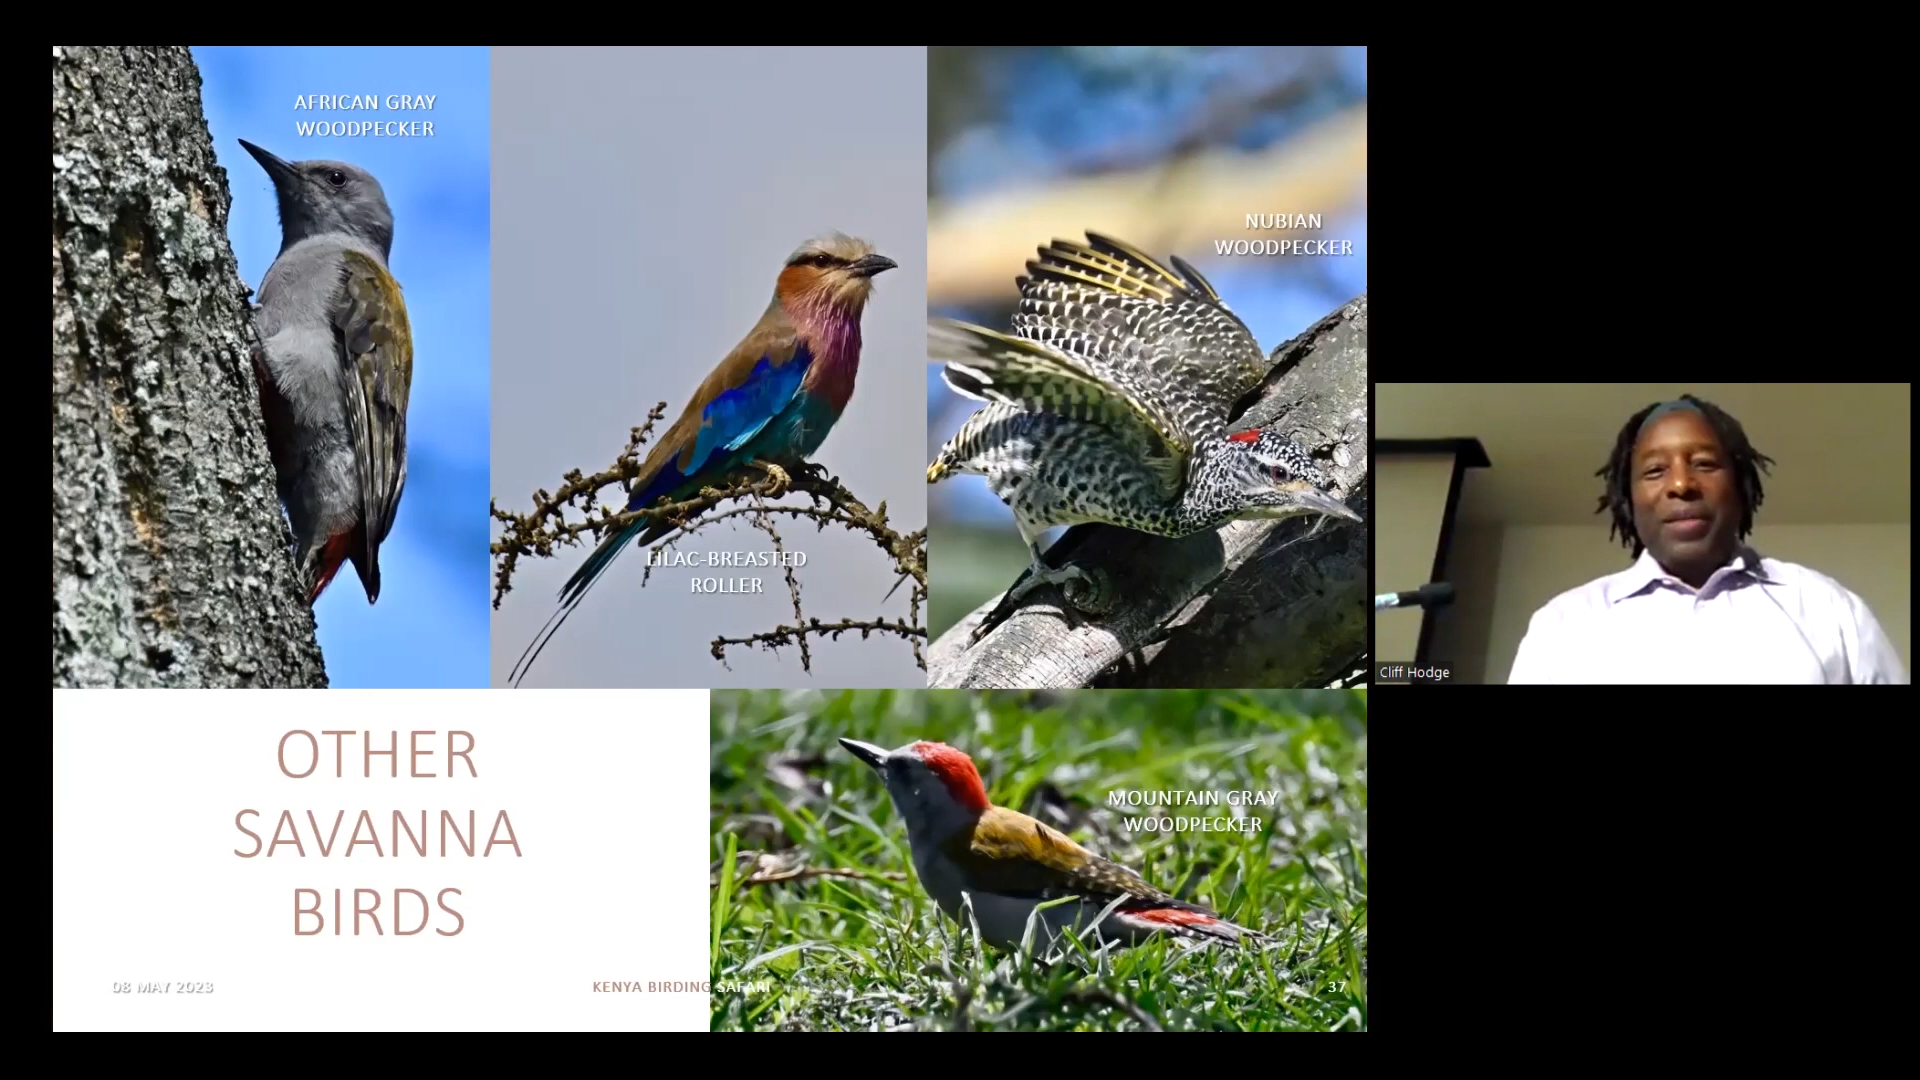 AFRICAN GRAY
WOODPECKER
LILAC-BREASTED
ROLLER
NUBIAN
WOODPECKER
OTHER
SAVANNA
BIRDS
MOUNTAIN GRAY
WOODPECKER
08 MAY 2023
KENYA BIRDING SAFARI
37
Cliff Hodge